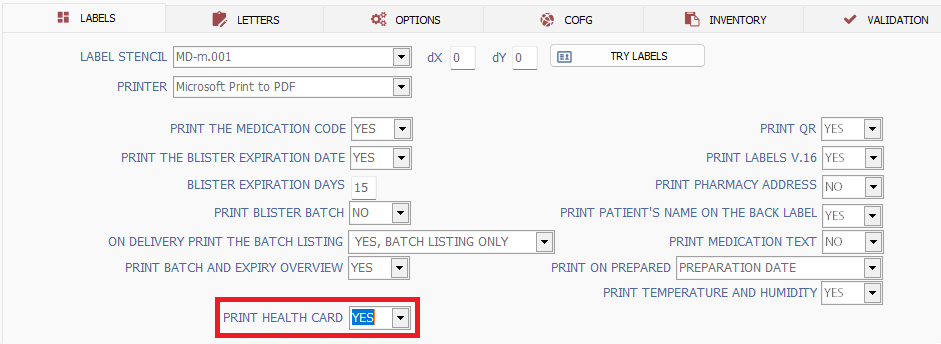 LABELS LETTERS OPTIONS COFG INVENTORY VALIDATION
LABEL STENCIL MD-m.001 dX 0 dY 0 TRY LABELS
PRINTER Microsoft Print to PDF
PRINT THE MEDICATION CODE YES PRINT QR YES
PRINT THE BLISTER EXPIRATION DATE YES PRINT LABELS V.16 YES
BLISTER EXPIRATION DAYS 15 PRINT PHARMACY ADDRESS NO
PRINT BLISTER BATCH NO PRINT PATIENT'S NAME ON THE BACK LABEL YES
ON DELIVERY PRINT THE BATCH LISTING YES, BATCH LISTING ONLY PRINT MEDICATION TEXT NO
PRINT BATCH AND EXPIRY OVERVIEW YES PRINT ON PREPARED PREPARATION DATE
PRINT TEMPERATURE AND HUMIDITY YES
PRINT HEALTH CARD YES